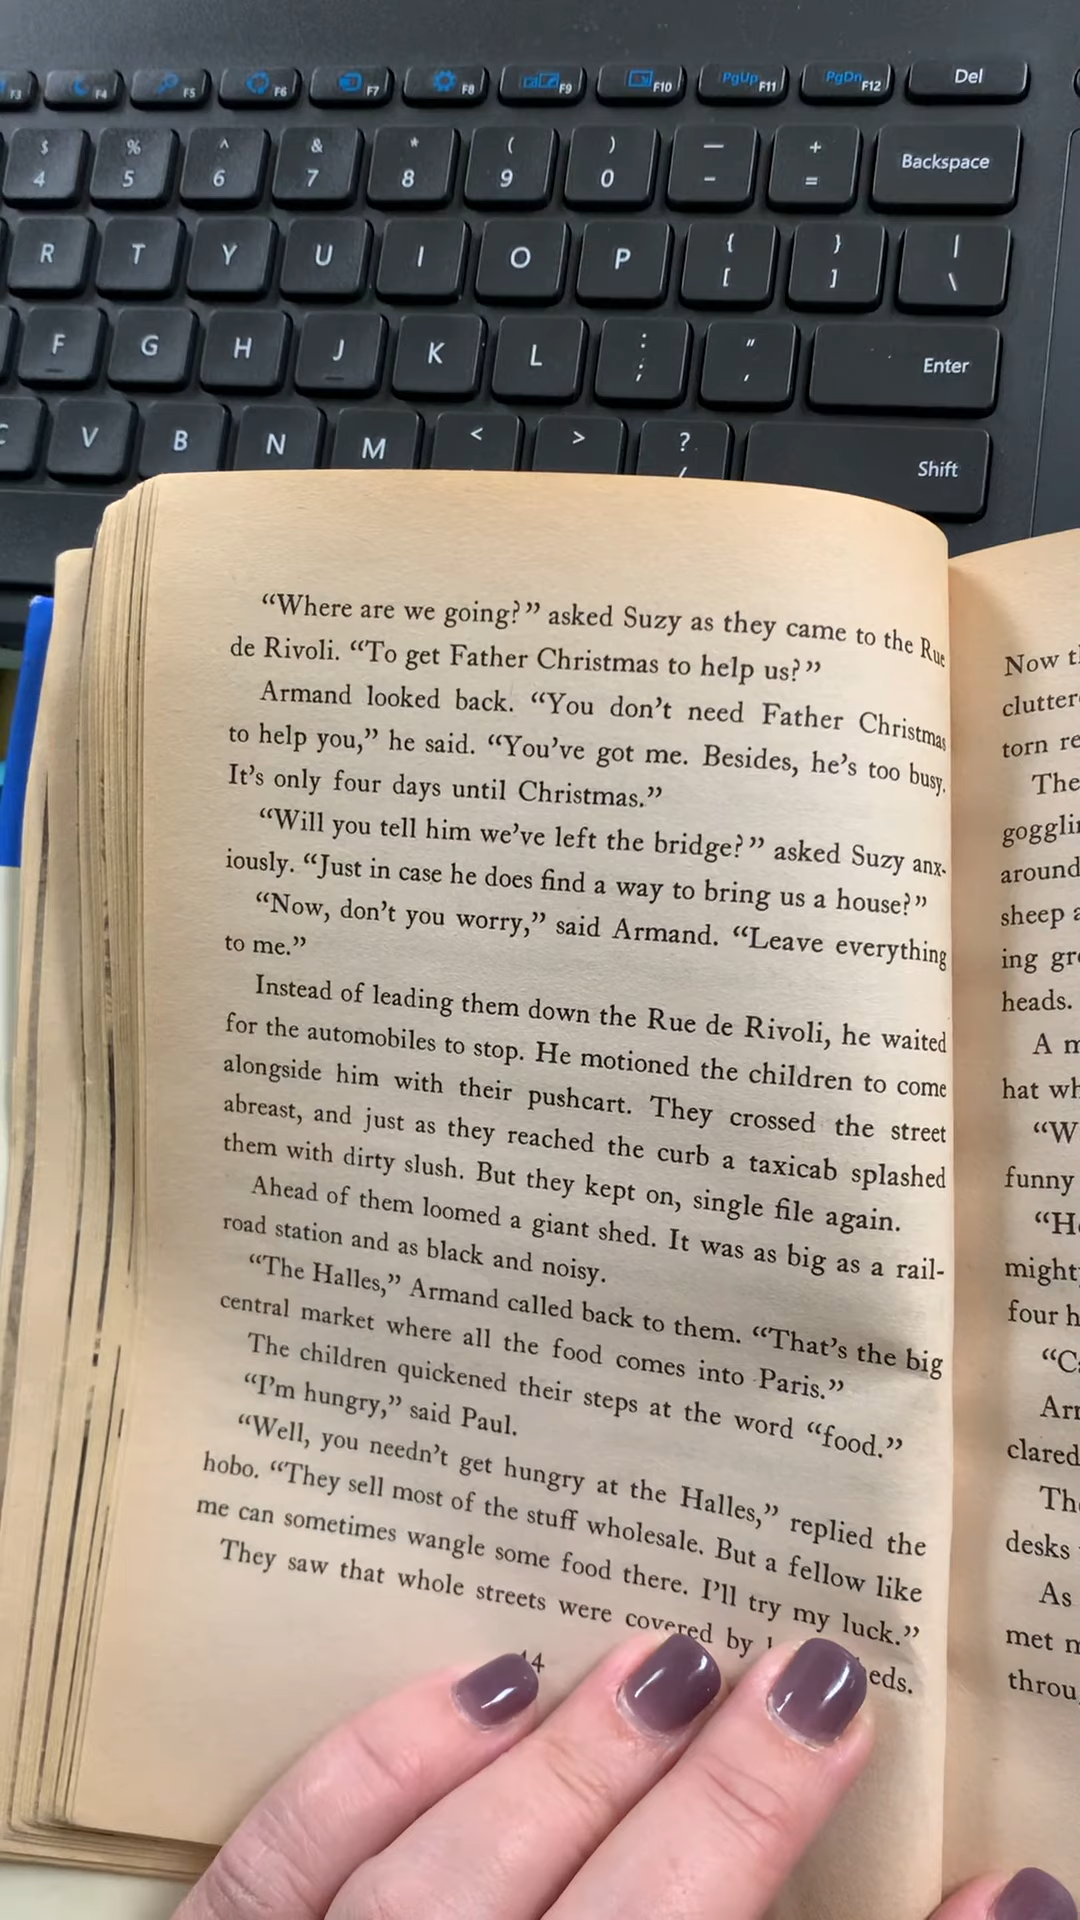 F3 F4 F5 F6 F7 F8 F9 F10 PgUp F11 PgDn F12 Del
$ 4 % 5 ^ 6 & 7 * 8 ( 9 ) 0 — - + = Backspace
R T Y U I O P { [ } ] | \
F G H J K L : ; " ' Enter
C V B N M < > ? / Shift
“Where are we going?” asked Suzy as they came to the Rue
de Rivoli. “To get Father Christmas to help us?”
Armand looked back. “You don’t need Father Christmas
to help you,” he said. “You’ve got me. Besides, he’s too busy.
It’s only four days until Christmas.”
“Will you tell him we’ve left the bridge?” asked Suzy anx-
iously. “Just in case he does find a way to bring us a house?”
“Now, don’t you worry,” said Armand. “Leave everything
to me.”
Instead of leading them down the Rue de Rivoli, he waited
for the automobiles to stop. He motioned the children to come
alongside him with their pushcart. They crossed the street
abreast, and just as they reached the curb a taxicab splashed
them with dirty slush. But they kept on, single file again.
Ahead of them loomed a giant shed. It was as big as a rail-
road station and as black and noisy.
“The Halles,” Armand called back to them. “That’s the big
central market where all the food comes into Paris.”
The children quickened their steps at the word “food.”
“I’m hungry,” said Paul.
“Well, you needn’t get hungry at the Halles,” replied the
hobo. “They sell most of the stuff wholesale. But a fellow like
me can sometimes wangle some food there. I’ll try my luck.”
They saw that whole streets were covered by
eds.
14
Now
clutter
torn re
The
goggli
around
sheep
ing gr
heads.
A m
hat wh
“W
funny
“He
might
four h
“C
Arm
clared
Th
desks
As
met m
throu